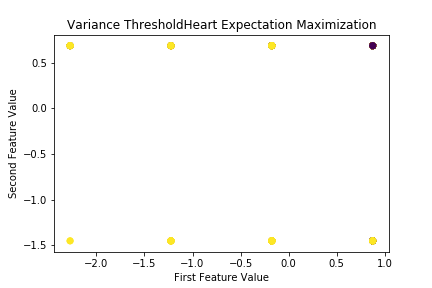 Variance ThresholdHeart Expectation Maximization
0.5
0.0
−0.5
−1.0
−1.5
Second Feature Value
−2.0 −1.5 −1.0 −0.5 0.0 0.5 1.0
First Feature Value